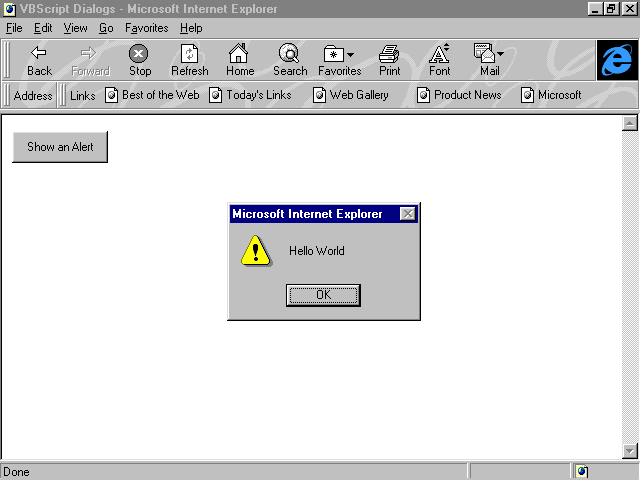 VBScript Dialogs - Microsoft Internet Explorer
File Edit View Go Favorites Help
Back Forward Stop Refresh Home Search Favorites Print Font Mail
Address Links Best of the Web Today's Links Web Gallery Product News Microsoft
Show an Alert
Microsoft Internet Explorer
Hello World
OK
Done